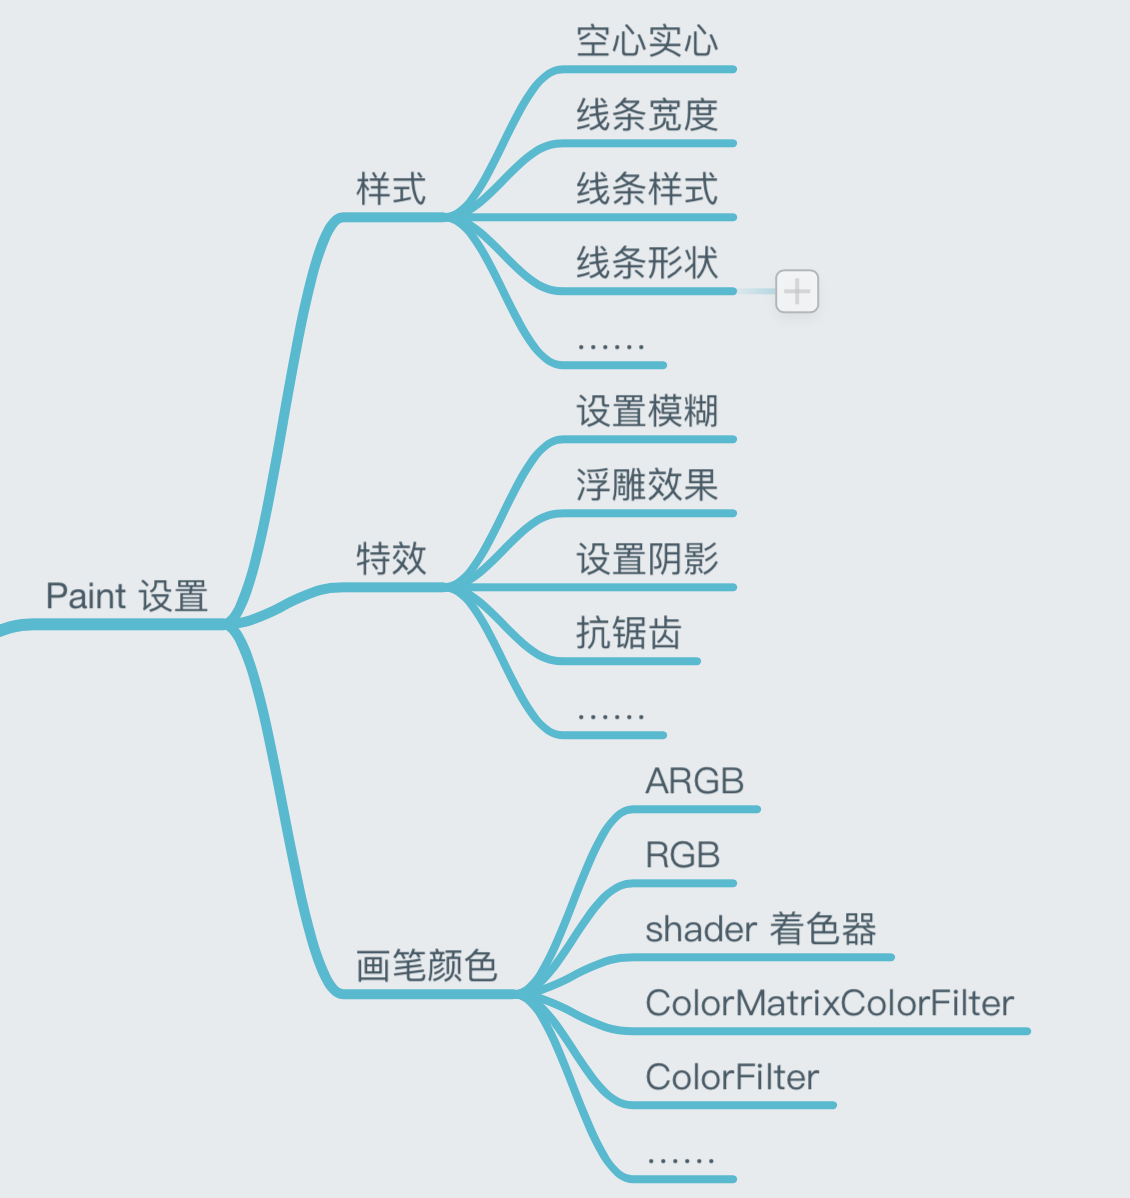 Paint 设置
样式
空心实心
线条宽度
线条样式
线条形状
……
特效
设置模糊
浮雕效果
设置阴影
抗锯齿
……
画笔颜色
ARGB
RGB
shader 着色器
ColorMatrixColorFilter
ColorFilter
……